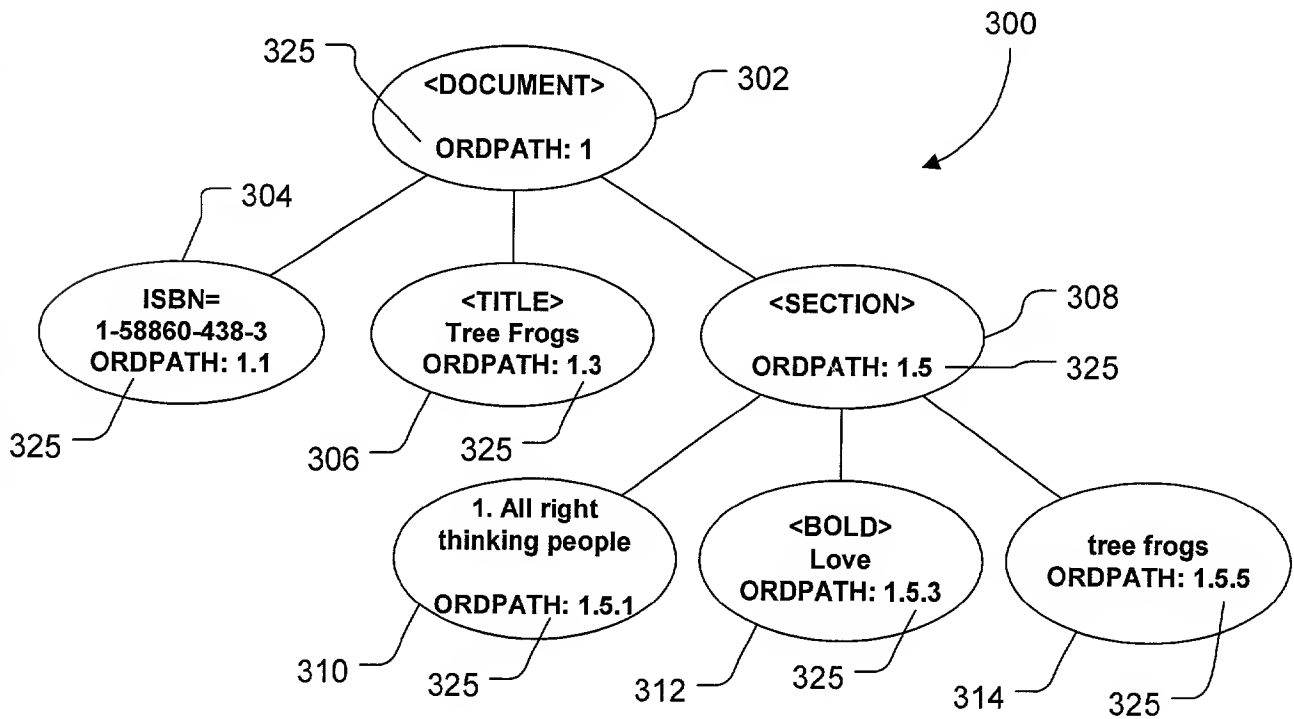 300
325
<DOCUMENT>
302
ORDPATH: 1
304
ISBN=
1-58860-438-3
ORDPATH: 1.1
325
<TITLE>
Tree Frogs
ORDPATH: 1.3
306
325
<SECTION>
308
ORDPATH: 1.5
325
1. All right
thinking people
ORDPATH: 1.5.1
310
325
<BOLD>
Love
ORDPATH: 1.5.3
312
325
tree frogs
ORDPATH: 1.5.5
314
325